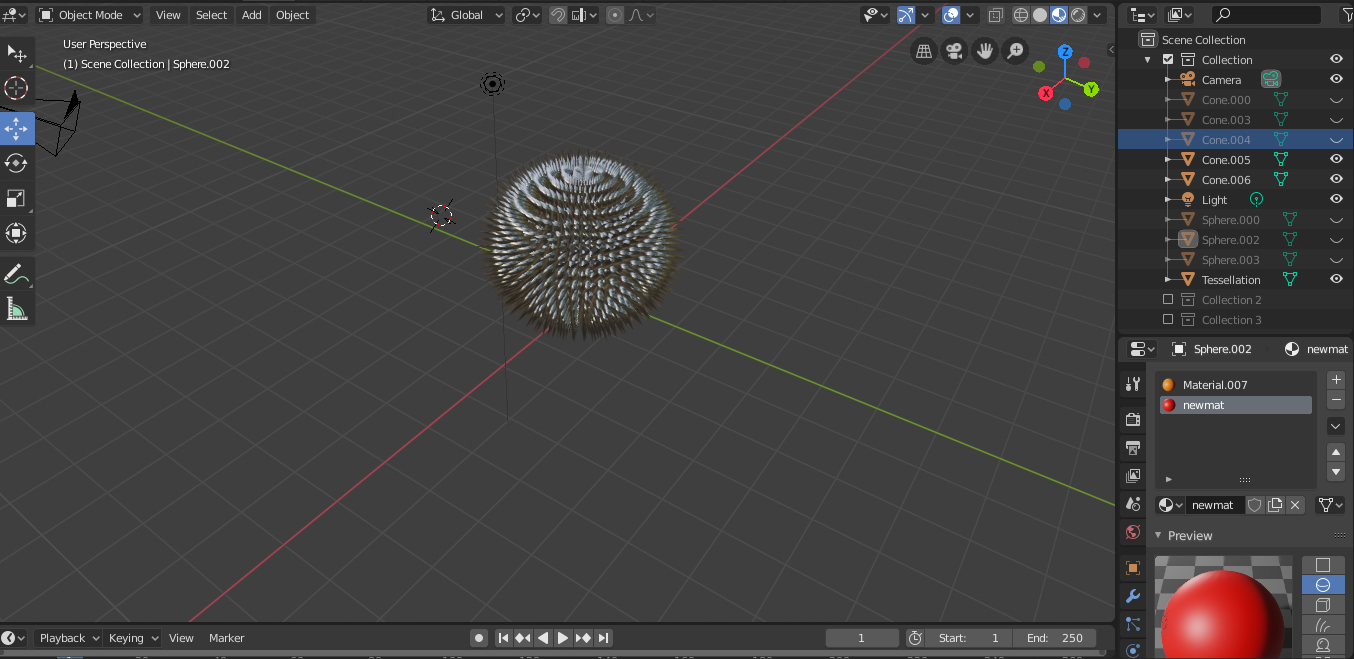 Object Mode View Select Add Object Global
User Perspective
(1) Scene Collection | Sphere.002
Z
Y
X
Scene Collection
Collection
Camera
Cone.000
Cone.003
Cone.004
Cone.005
Cone.006
Light
Sphere.000
Sphere.002
Sphere.003
Tessellation
Collection 2
Collection 3
Sphere.002 newmat
Material.007
newmat
newmat
Preview
Playback Keying View Marker 1 Start: 1 End: 250